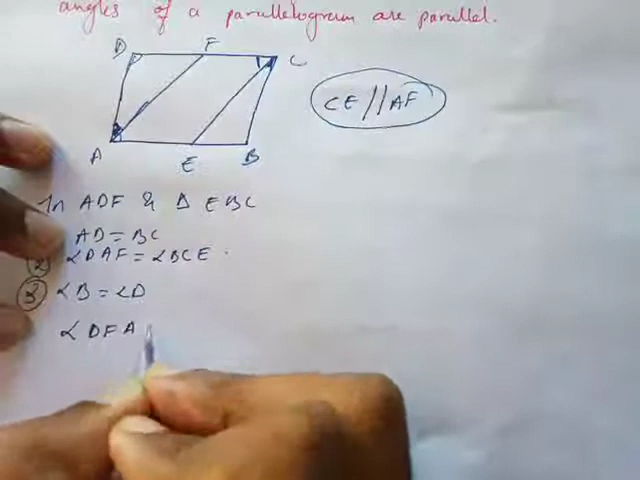 angles of a parallelogram are parallel.
D F C
CE//AF
A E B
In ADF & Δ EBC
AD = BC
② ∠DAF = ∠BCE .
③ ∠B = ∠D
∠DFA